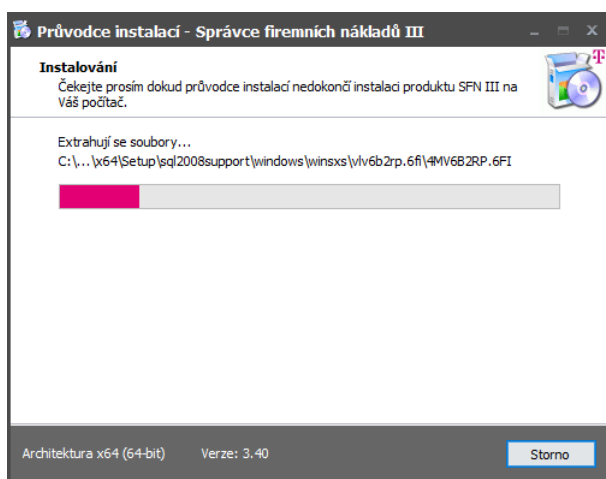 Průvodce instalací - Správce firemních nákladů III
T
Instalování
Čekejte prosím dokud průvodce instalací nedokončí instalaci produktu SFN III na
Váš počítač.
Extrahují se soubory...
C:\...\x64\Setup\sql2008support\windows\winsxs\vlv6b2rp.6fi\4MV6B2RP.6FI
Architektura x64 (64-bit) Verze: 3.40 Storno